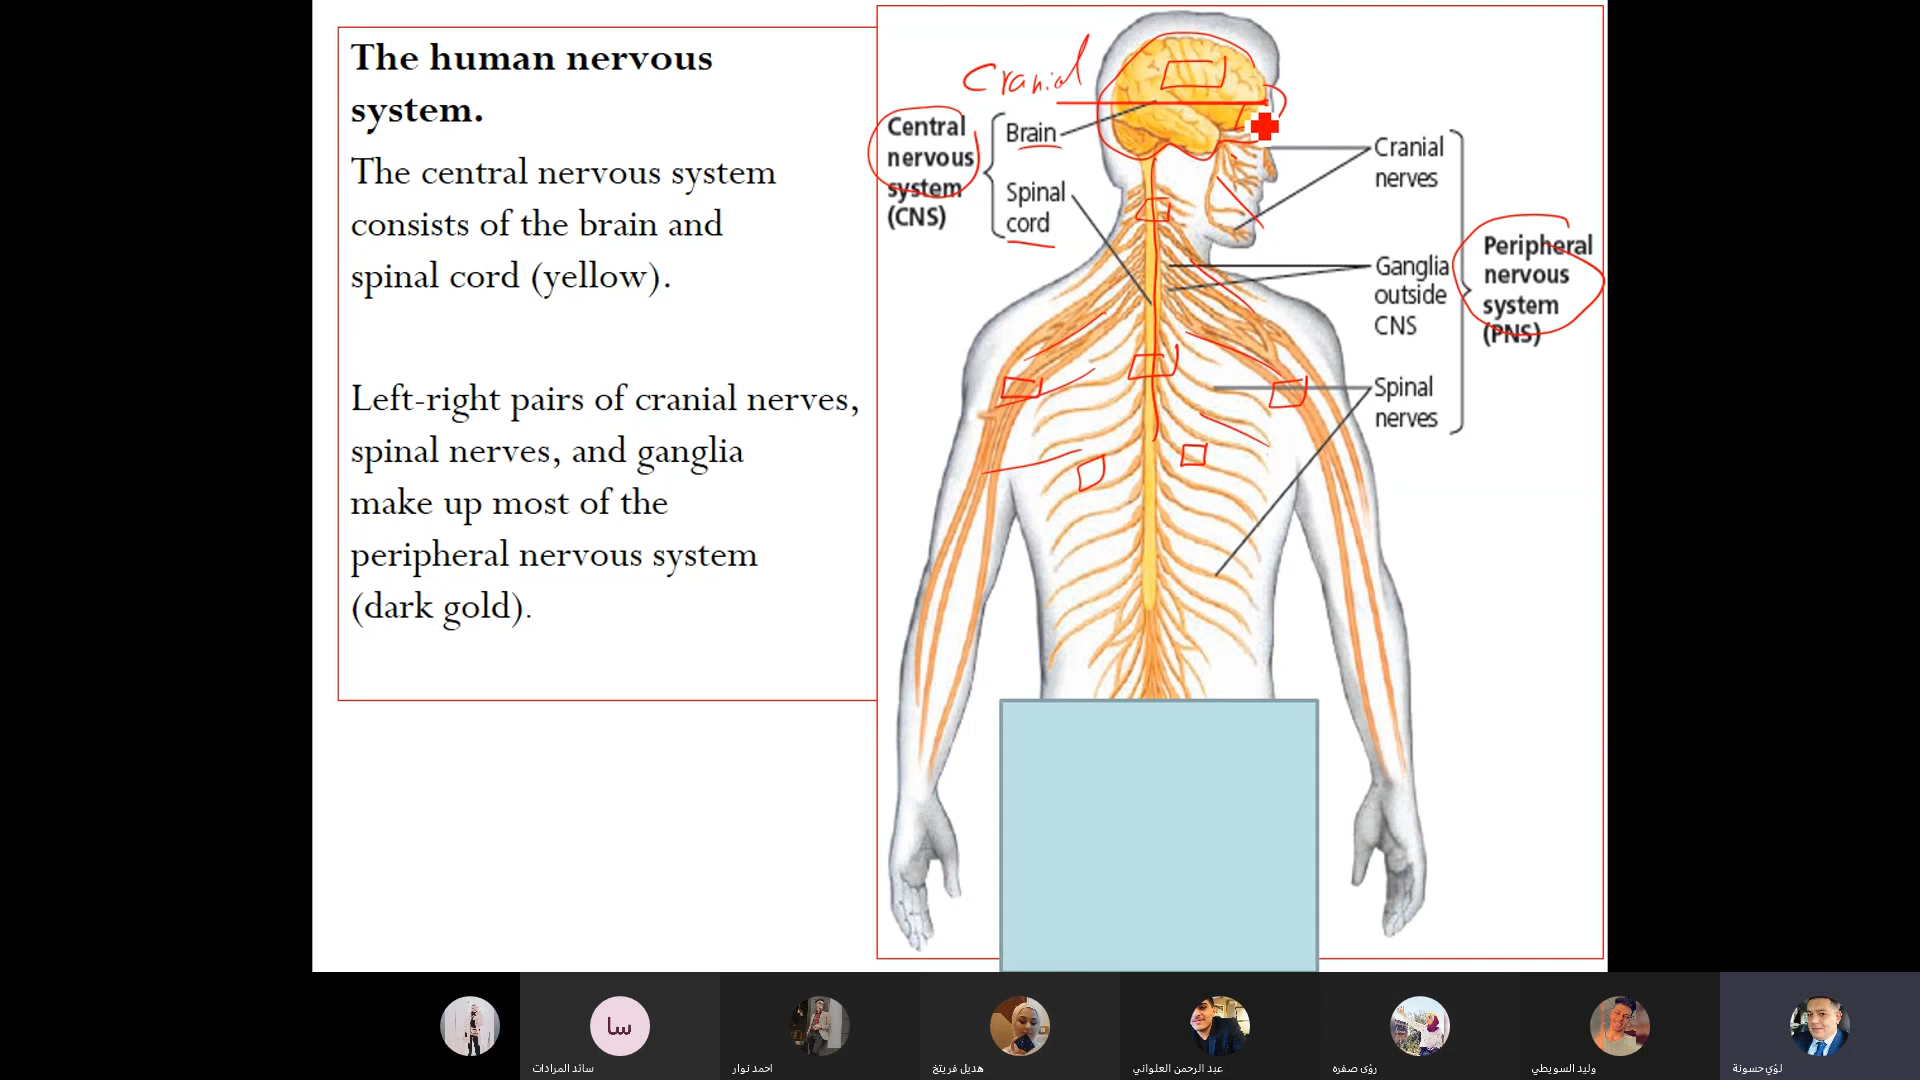 The human nervous
system.
The central nervous system
consists of the brain and
spinal cord (yellow).
Left-right pairs of cranial nerves,
spinal nerves, and ganglia
make up most of the
peripheral nervous system
(dark gold).
Cranial
Central
nervous
system
(CNS)
Brain
Spinal
cord
Cranial
nerves
Ganglia
outside
CNS
Spinal
nerves
Peripheral
nervous
system
(PNS)
سا
سائد المرادات
احمد نوار
هديل فريتخ
عبد الرحمن العلواني
رؤى صفره
وليد السويطي
لؤي حسونة